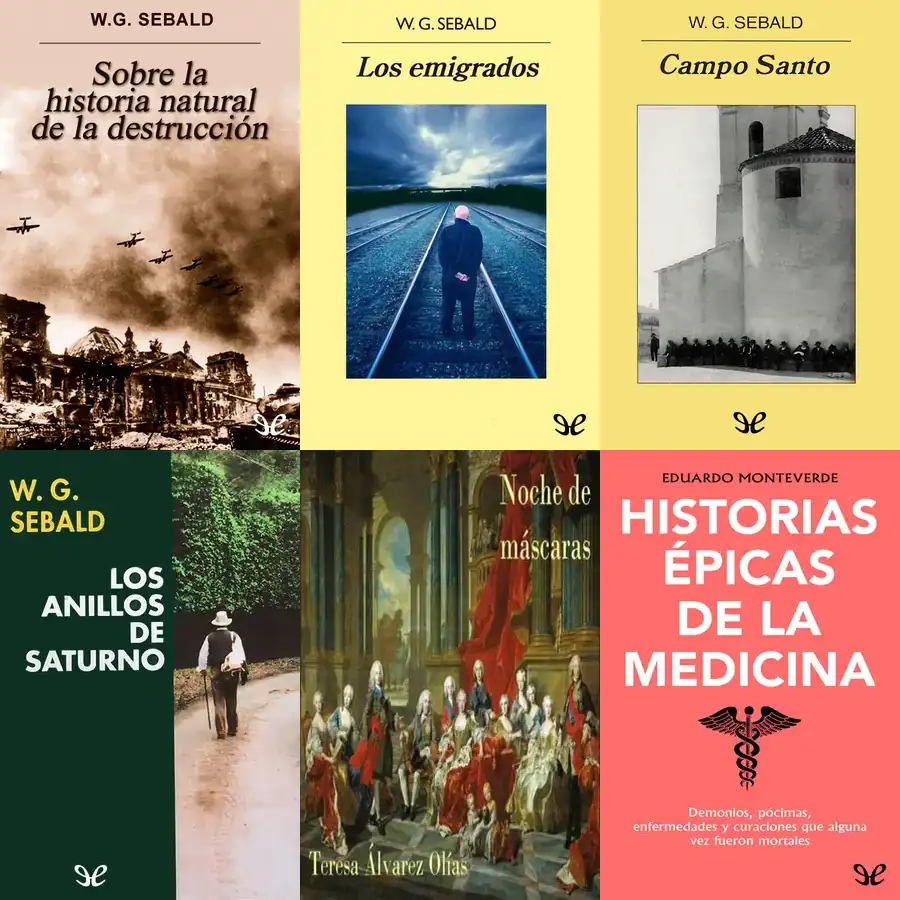 W.G. SEBALD
Sobre la
historia natural
de la destrucción
W.G. SEBALD
Los emigrados
W.G. SEBALD
Campo Santo
W. G.
SEBALD
LOS
ANILLOS
DE
SATURNO
Noche de
máscaras
Teresa Álvarez Olías
EDUARDO MONTEVERDE
HISTORIAS
ÉPICAS
DE LA
MEDICINA
Demonios, pócimas,
enfermedades y curaciones que alguna
vez fueron mortales